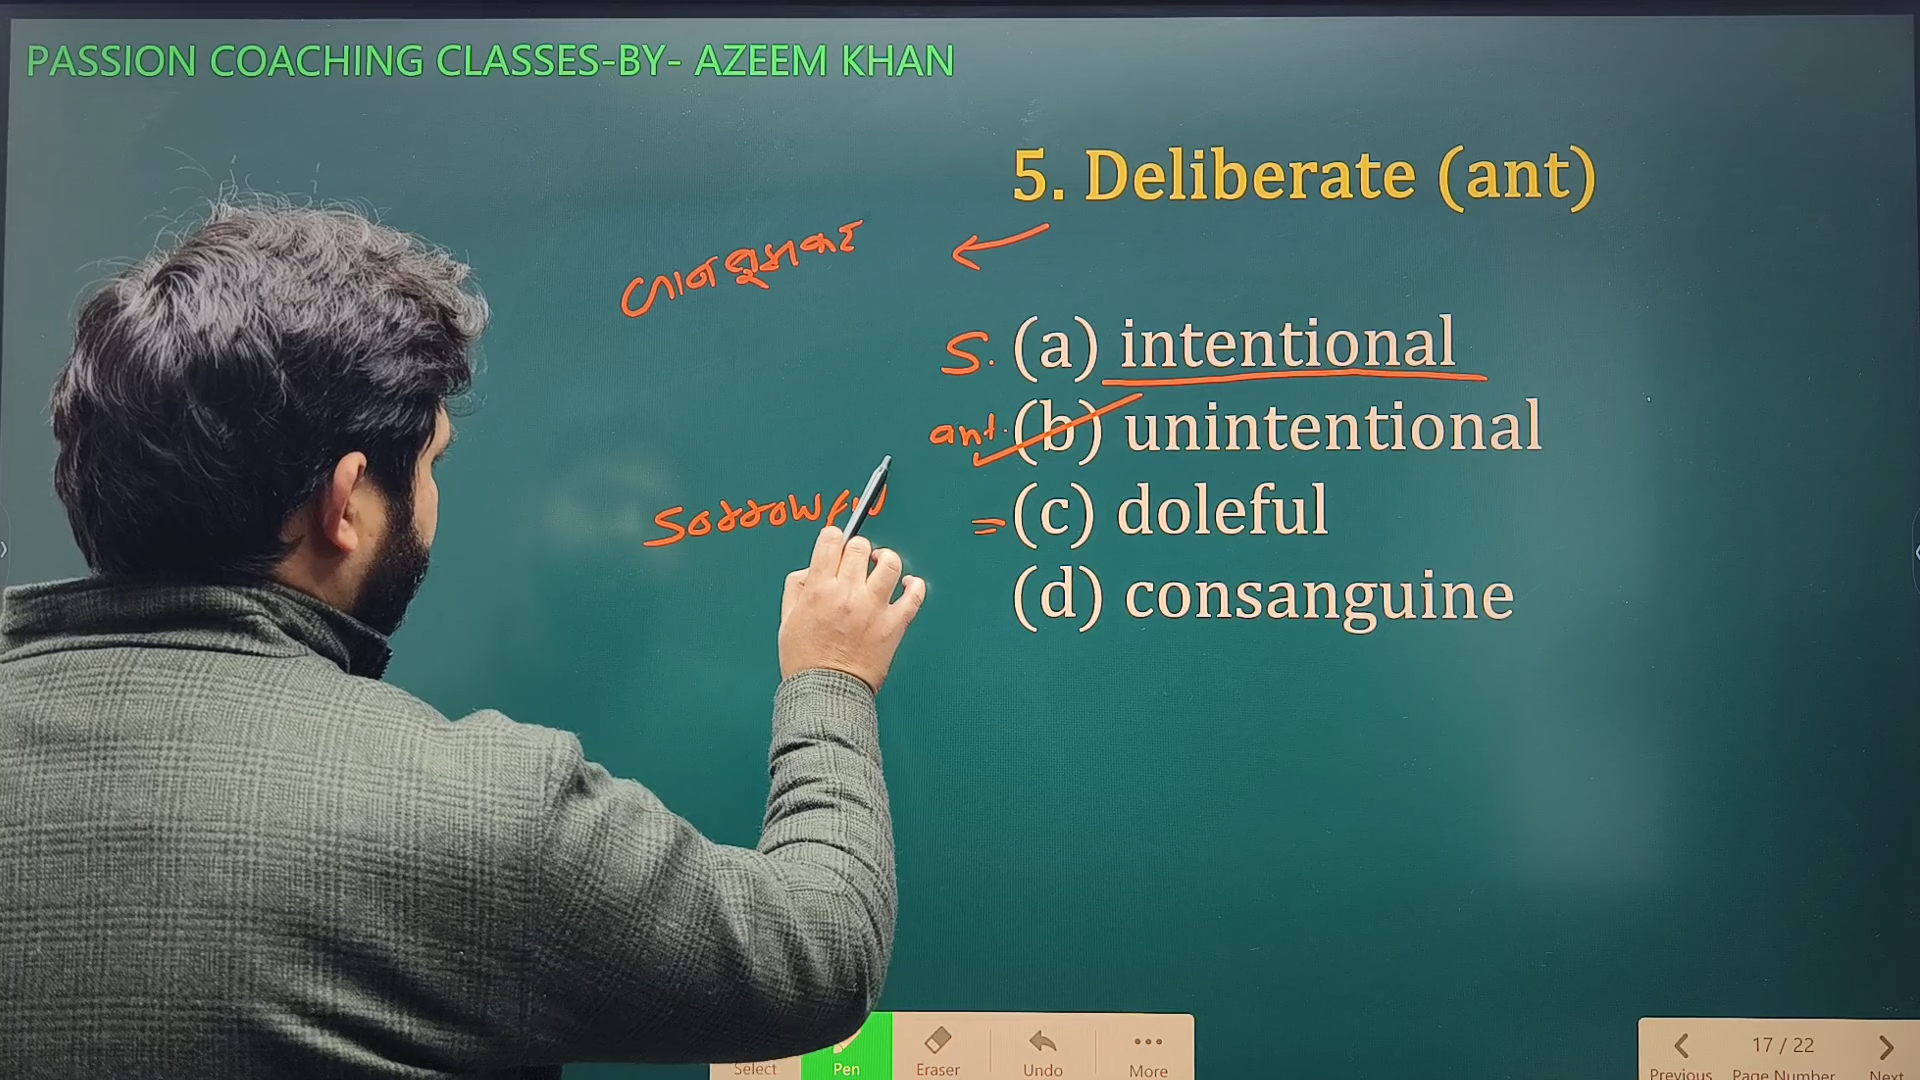 PASSION COACHING CLASSES-BY- AZEEM KHAN
5. Deliberate (ant)
जानबूझकर
S. (a) intentional
ant. (b) unintentional
= (c) doleful
sorrowful
(d) consanguine
Select
Pen
Eraser
Undo
More
17 / 22
Previous
Page Number
Next